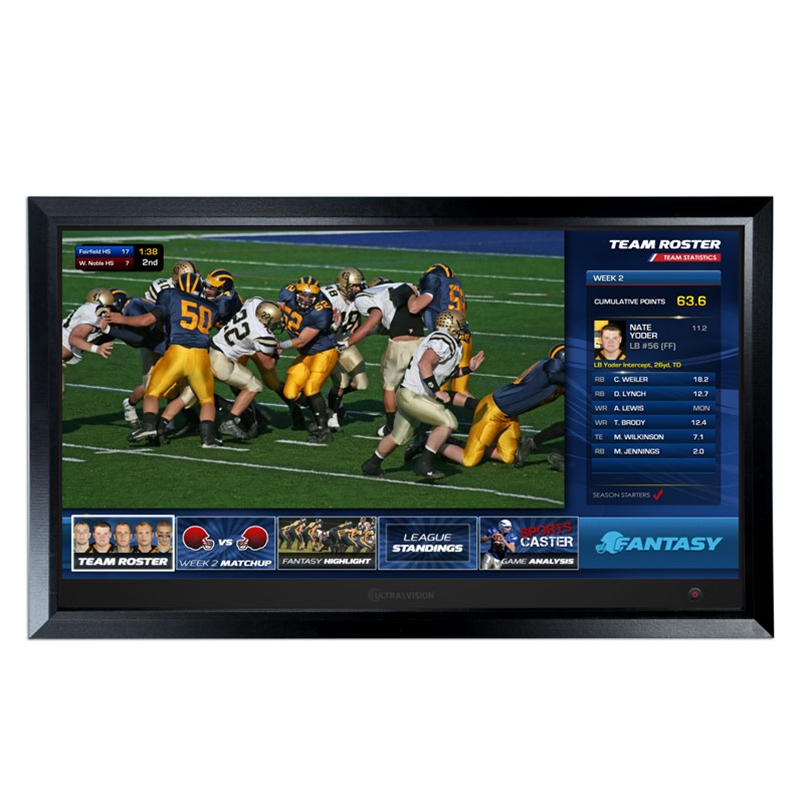 Fairfield HS 17 1:38
W. Noble HS 7 2nd
50
22
52
TEAM ROSTER
TEAM STATISTICS
WEEK 2
CUMULATIVE POINTS 63.6
NATE 11.2
YODER
LB #56 (FF)
LB Yoder Intercept, 26yd, TD
RB C. WEILER 18.2
RB D. LYNCH 12.7
WR A. LEWIS MON
WR T. BRODY 12.4
TE M. WILKINSON 7.1
RB M. JENNINGS 2.0
SEASON STARTERS
TEAM ROSTER
VS
WEEK 2 MATCHUP
FANTASY HIGHLIGHT
LEAGUE
STANDINGS
SPORTS
CASTER
GAME ANALYSIS
FANTASY
ULTRAVISION